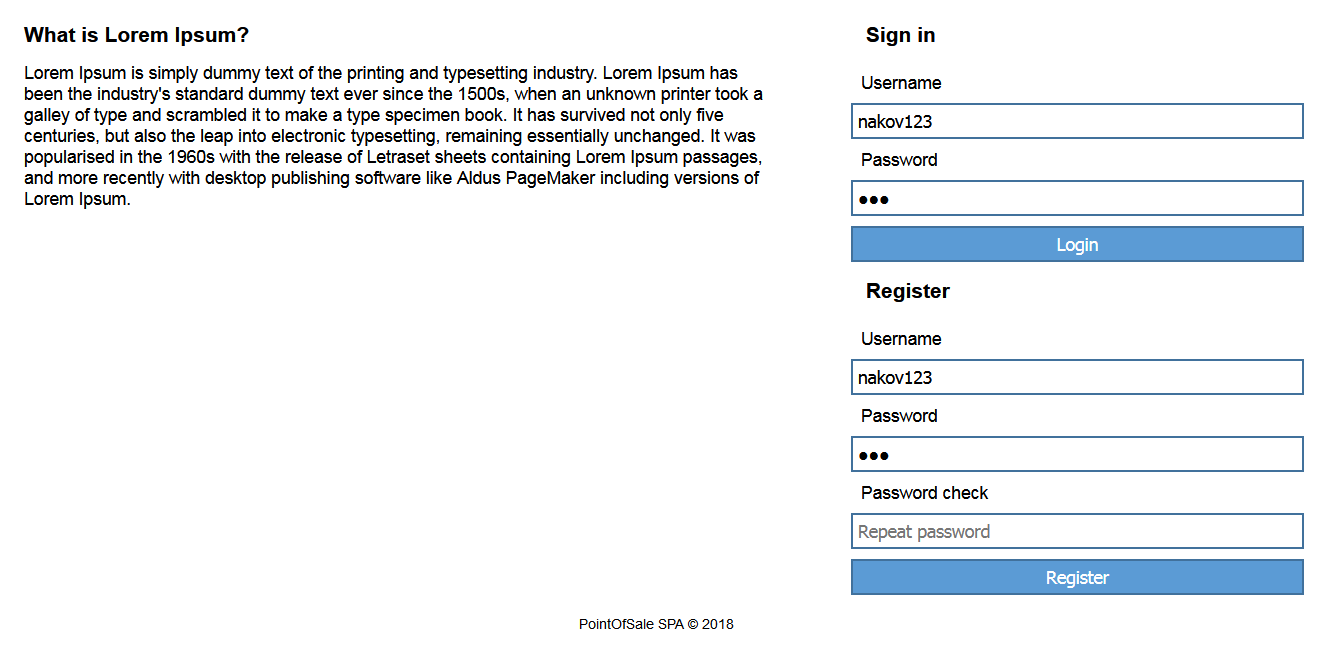 What is Lorem Ipsum?
Lorem Ipsum is simply dummy text of the printing and typesetting industry. Lorem Ipsum has
been the industry's standard dummy text ever since the 1500s, when an unknown printer took a
galley of type and scrambled it to make a type specimen book. It has survived not only five
centuries, but also the leap into electronic typesetting, remaining essentially unchanged. It was
popularised in the 1960s with the release of Letraset sheets containing Lorem Ipsum passages,
and more recently with desktop publishing software like Aldus PageMaker including versions of
Lorem Ipsum.
Sign in
Username
nakov123
Password
●●●
Login
Register
Username
nakov123
Password
●●●
Password check
Repeat password
Register
PointOfSale SPA © 2018